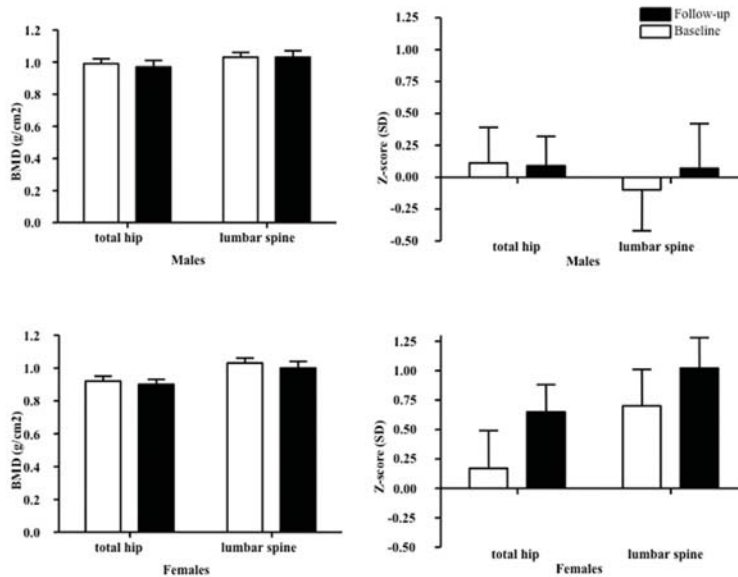 Follow-up
Baseline
BMD (g/cm2)
1.2
1.0
0.8
0.6
0.4
0.2
0.0
total hip lumbar spine
Males
Z-score (SD)
1.25
1.00
0.75
0.50
0.25
0.00
-0.25
-0.50
total hip lumbar spine
Males
BMD (g/cm2)
1.2
1.0
0.8
0.6
0.4
0.2
0.0
total hip lumbar spine
Females
Z-score (SD)
1.25
1.00
0.75
0.50
0.25
0.00
-0.25
-0.50
total hip lumbar spine
Females